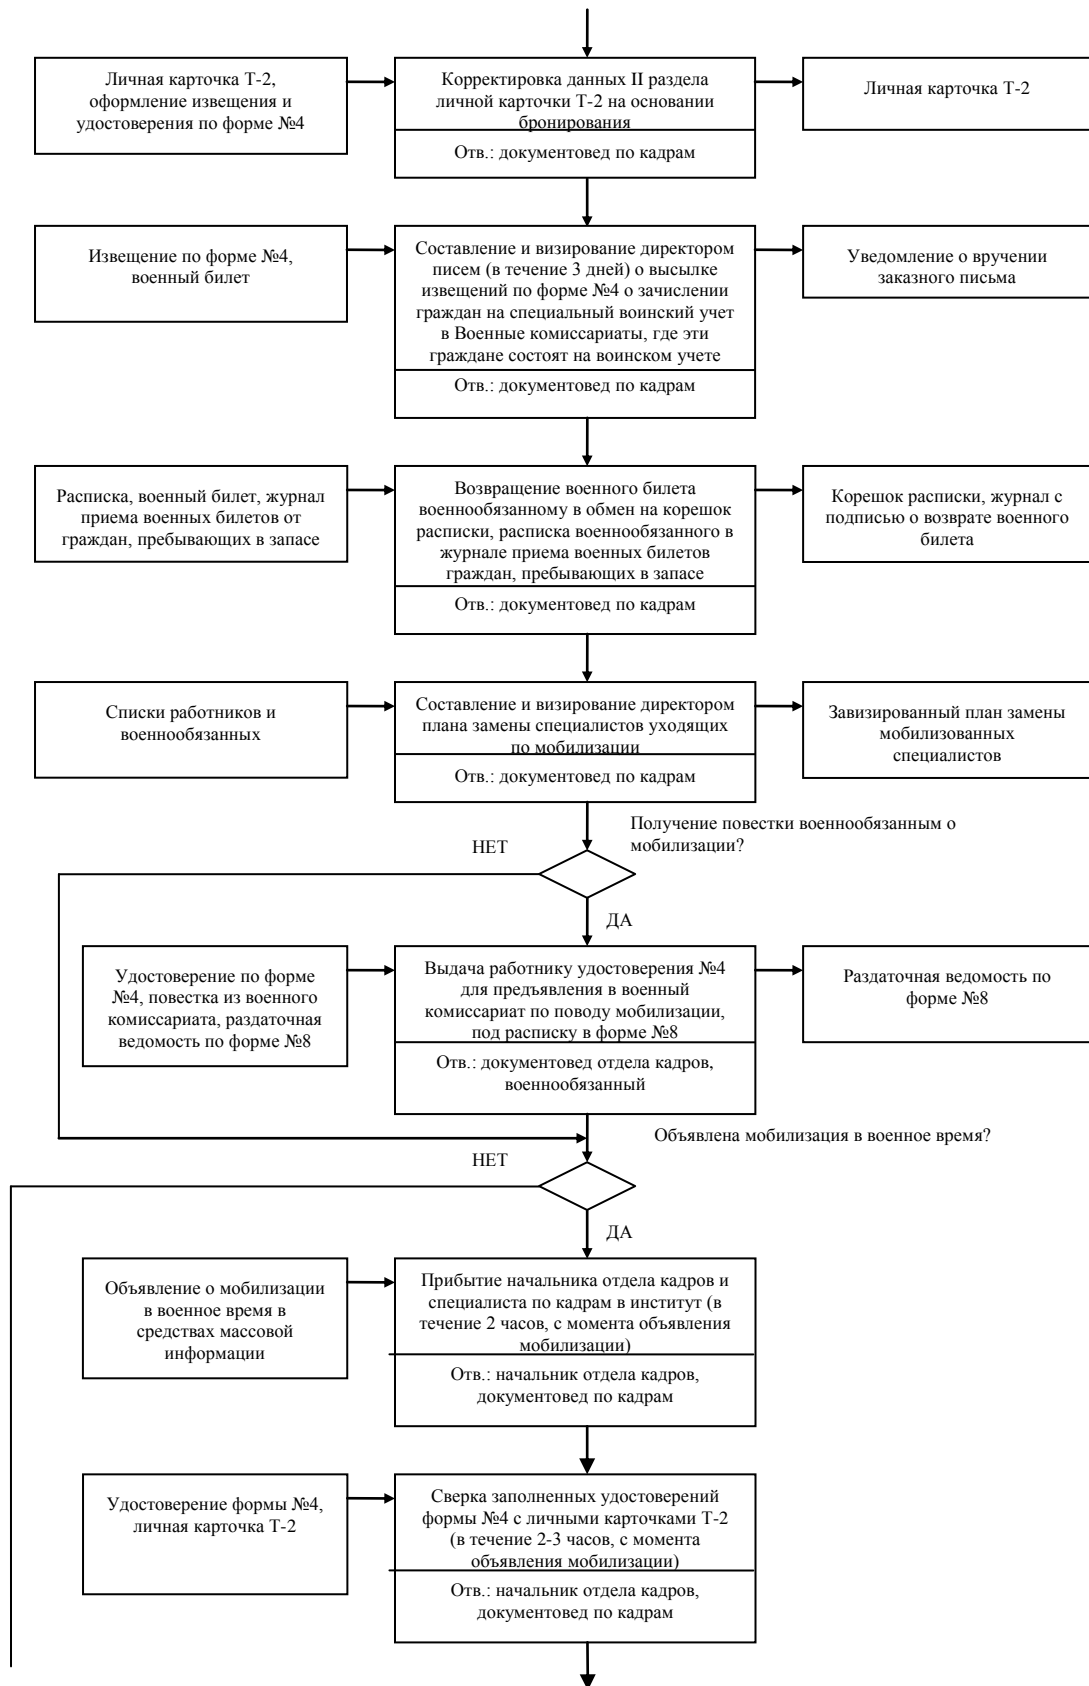 Личная карточка Т-2,
оформление извещения и
удостоверения по форме №4
Корректировка данных II раздела
личной карточки Т-2 на основании
бронирования
Отв.: документовед по кадрам
Личная карточка Т-2
Извещение по форме №4,
военный билет
Составление и визирование директором
писем (в течение 3 дней) о высылке
извещений по форме №4 о зачислении
граждан на специальный воинский учет
в Военные комиссариаты, где эти
граждане состоят на воинском учете
Отв.: документовед по кадрам
Уведомление о вручении
заказного письма
Расписка, военный билет, журнал
приема военных билетов от
граждан, пребывающих в запасе
Возвращение военного билета
военнообязанному в обмен на корешок
расписки, расписка военнообязанного в
журнале приема военных билетов
граждан, пребывающих в запасе
Отв.: документовед по кадрам
Корешок расписки, журнал с
подписью о возврате военного
билета
Списки работников и
военнообязанных
Составление и визирование директором
плана замены специалистов уходящих
по мобилизации
Отв.: документовед по кадрам
Завизированный план замены
мобилизованных
специалистов
Получение повестки военнообязанным о
мобилизации?
НЕТ
ДА
Удостоверение по форме
№4, повестка из военного
комиссариата, раздаточная
ведомость по форме №8
Выдача работнику удостоверения №4
для предъявления в военный
комиссариат по поводу мобилизации,
под расписку в форме №8
Отв.: документовед отдела кадров,
военнообязанный
Раздаточная ведомость по
форме №8
Объявлена мобилизация в военное время?
НЕТ
ДА
Объявление о мобилизации
в военное время в
средствах массовой
информации
Прибытие начальника отдела кадров и
специалиста по кадрам в институт (в
течение 2 часов, с момента объявления
мобилизации)
Отв.: начальник отдела кадров,
документовед по кадрам
Удостоверение формы №4,
личная карточка Т-2
Сверка заполненных удостоверений
формы №4 с личными карточками Т-2
(в течение 2-3 часов, с момента
объявления мобилизации)
Отв.: начальник отдела кадров,
документовед по кадрам